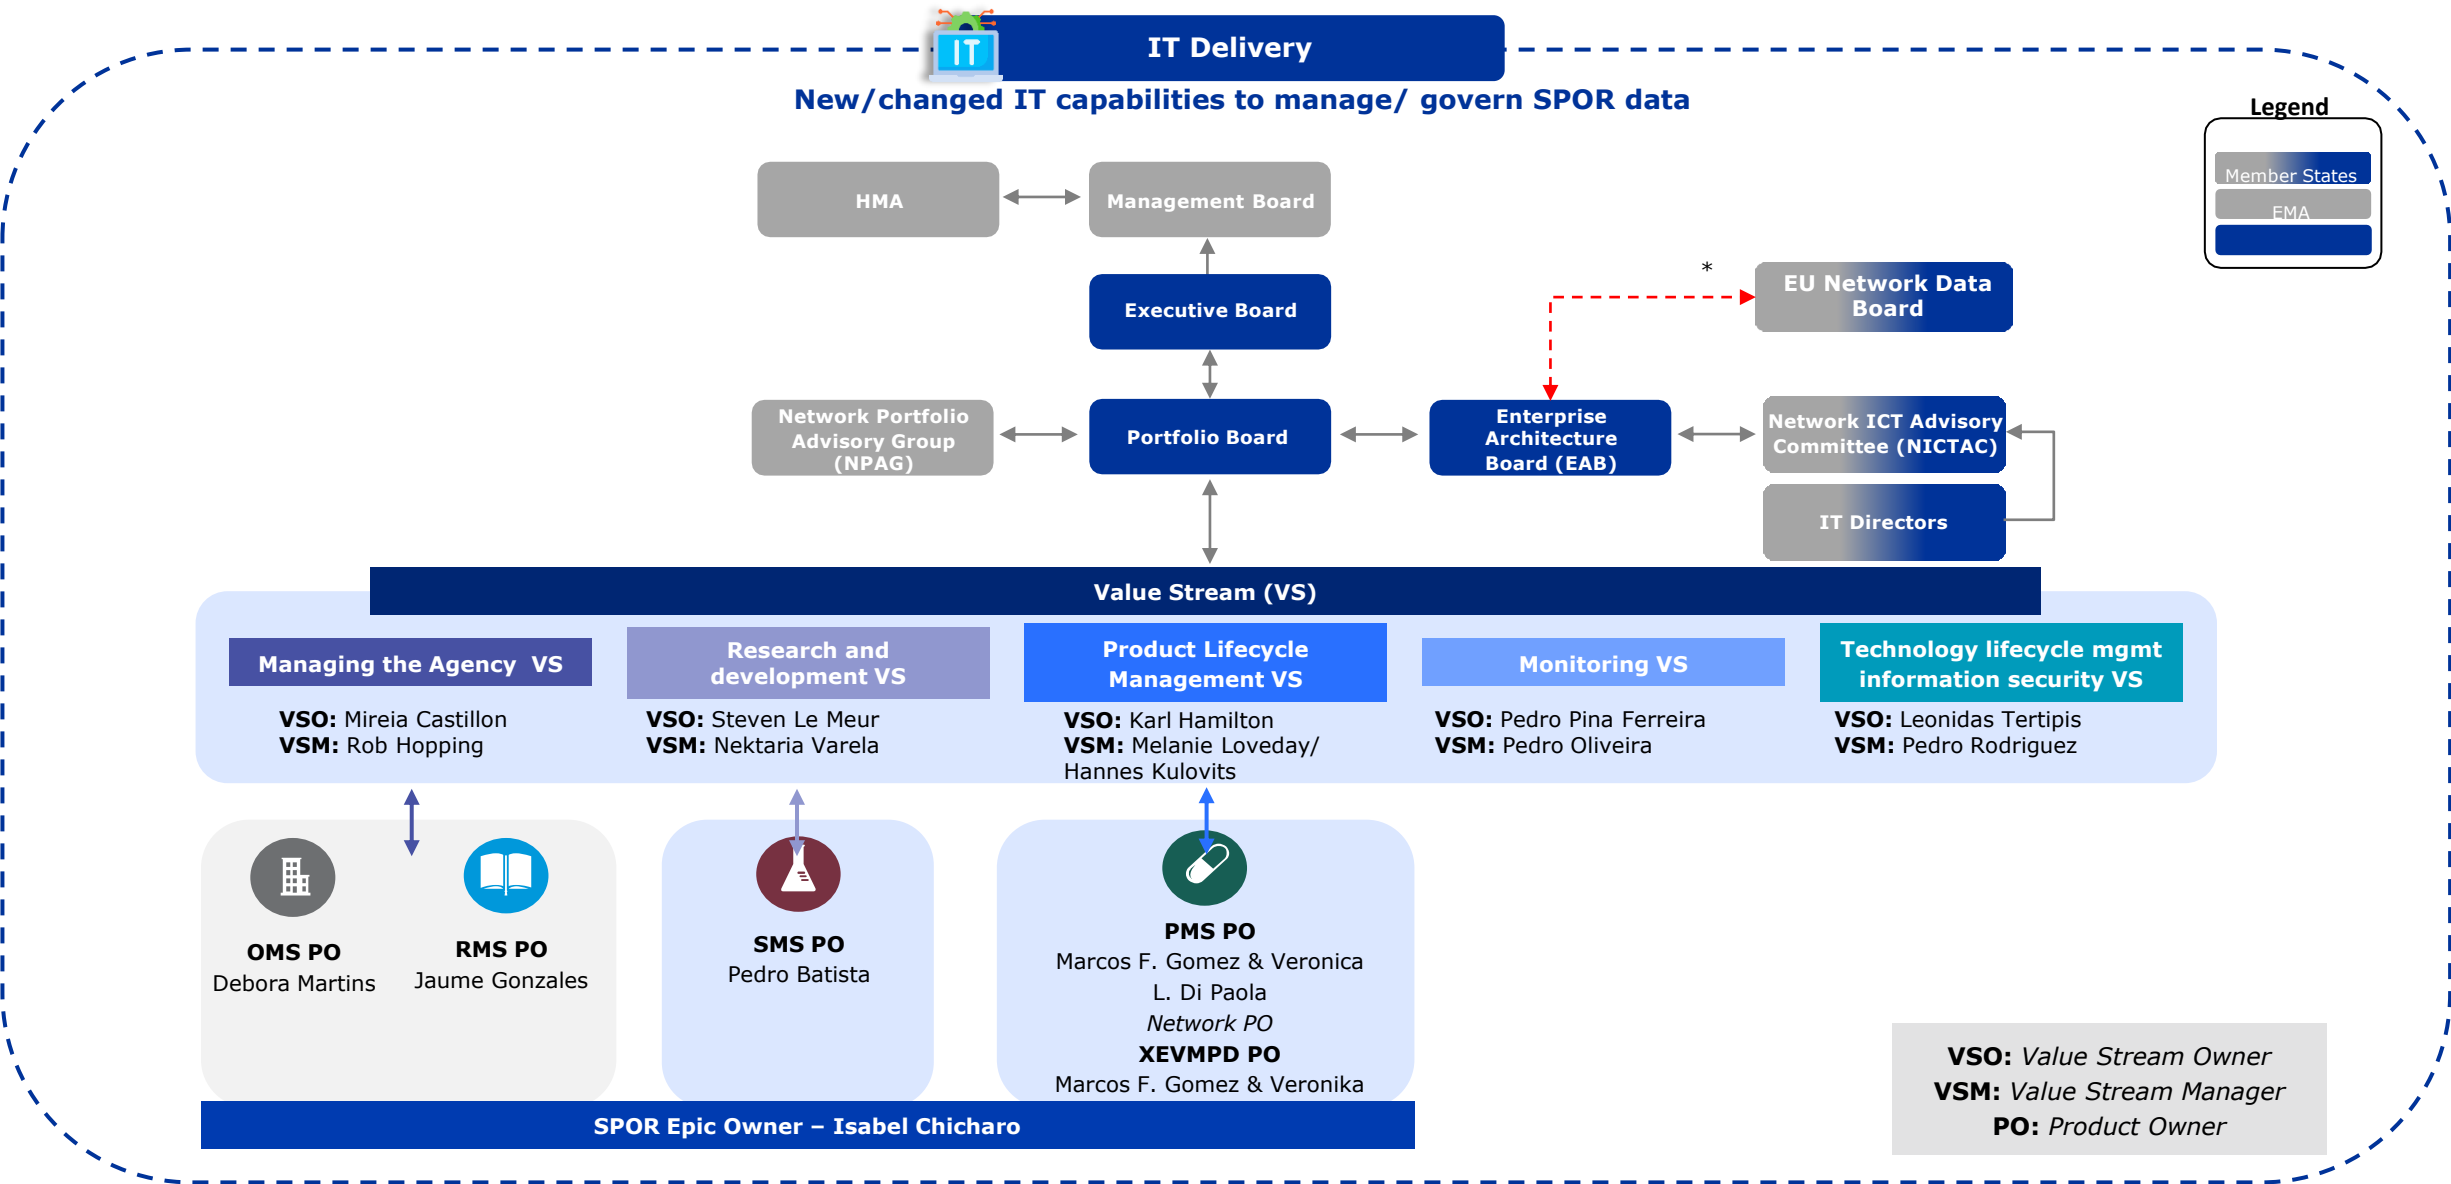 IT
IT Delivery
New/changed IT capabilities to manage/ govern SPOR data
Legend
Member States
EMA
HMA
Management Board
Executive Board
*
EU Network Data
Board
Network Portfolio
Advisory Group
(NPAG)
Portfolio Board
Enterprise
Architecture
Board (EAB)
Network ICT Advisory
Committee (NICTAC)
IT Directors
Value Stream (VS)
Managing the Agency VS
VSO: Mireia Castillon
VSM: Rob Hopping
Research and
development VS
VSO: Steven Le Meur
VSM: Nektaria Varela
Product Lifecycle
Management VS
VSO: Karl Hamilton
VSM: Melanie Loveday/
Hannes Kulovits
Monitoring VS
VSO: Pedro Pina Ferreira
VSM: Pedro Oliveira
Technology lifecycle mgmt
information security VS
VSO: Leonidas Tertipis
VSM: Pedro Rodriguez
OMS PO
Debora Martins
RMS PO
Jaume Gonzales
SMS PO
Pedro Batista
PMS PO
Marcos F. Gomez & Veronica
L. Di Paola
Network PO
XEVMPD PO
Marcos F. Gomez & Veronika
SPOR Epic Owner – Isabel Chicharo
VSO: Value Stream Owner
VSM: Value Stream Manager
PO: Product Owner